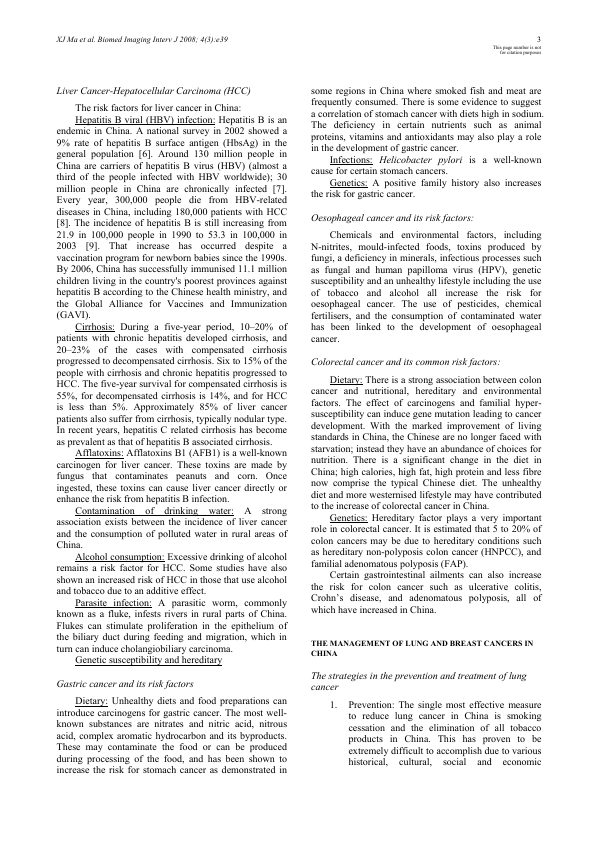 XJ Ma et al. Biomed Imaging Interv J 2008; 4(3):e39
3
This page number is not
for citation purposes
Liver Cancer-Hepatocellular Carcinoma (HCC)
The risk factors for liver cancer in China:
Hepatitis B viral (HBV) infection: Hepatitis B is an
endemic in China. A national survey in 2002 showed a
9% rate of hepatitis B surface antigen (HbsAg) in the
general population [6]. Around 130 million people in
China are carriers of hepatitis B virus (HBV) (almost a
third of the people infected with HBV worldwide); 30
million people in China are chronically infected [7].
Every year, 300,000 people die from HBV-related
diseases in China, including 180,000 patients with HCC
[8]. The incidence of hepatitis B is still increasing from
21.9 in 100,000 people in 1990 to 53.3 in 100,000 in
2003 [9]. That increase has occurred despite a
vaccination program for newborn babies since the 1990s.
By 2006, China has successfully immunised 11.1 million
children living in the country's poorest provinces against
hepatitis B according to the Chinese health ministry, and
the Global Alliance for Vaccines and Immunization
(GAVI).
Cirrhosis: During a five-year period, 10–20% of
patients with chronic hepatitis developed cirrhosis, and
20–23% of the cases with compensated cirrhosis
progressed to decompensated cirrhosis. Six to 15% of the
people with cirrhosis and chronic hepatitis progressed to
HCC. The five-year survival for compensated cirrhosis is
55%, for decompensated cirrhosis is 14%, and for HCC
is less than 5%. Approximately 85% of liver cancer
patients also suffer from cirrhosis, typically nodular type.
In recent years, hepatitis C related cirrhosis has become
as prevalent as that of hepatitis B associated cirrhosis.
Afflatoxins: Afflatoxins B1 (AFB1) is a well-known
carcinogen for liver cancer. These toxins are made by
fungus that contaminates peanuts and corn. Once
ingested, these toxins can cause liver cancer directly or
enhance the risk from hepatitis B infection.
Contamination of drinking water: A strong
association exists between the incidence of liver cancer
and the consumption of polluted water in rural areas of
China.
Alcohol consumption: Excessive drinking of alcohol
remains a risk factor for HCC. Some studies have also
shown an increased risk of HCC in those that use alcohol
and tobacco due to an additive effect.
Parasite infection: A parasitic worm, commonly
known as a fluke, infests rivers in rural parts of China.
Flukes can stimulate proliferation in the epithelium of
the biliary duct during feeding and migration, which in
turn can induce cholangiobiliary carcinoma.
Genetic susceptibility and hereditary
Gastric cancer and its risk factors
Dietary: Unhealthy diets and food preparations can
introduce carcinogens for gastric cancer. The most well-
known substances are nitrates and nitric acid, nitrous
acid, complex aromatic hydrocarbon and its byproducts.
These may contaminate the food or can be produced
during processing of the food, and has been shown to
increase the risk for stomach cancer as demonstrated in
some regions in China where smoked fish and meat are
frequently consumed. There is some evidence to suggest
a correlation of stomach cancer with diets high in sodium.
The deficiency in certain nutrients such as animal
proteins, vitamins and antioxidants may also play a role
in the development of gastric cancer.
Infections: Helicobacter pylori is a well-known
cause for certain stomach cancers.
Genetics: A positive family history also increases
the risk for gastric cancer.
Oesophageal cancer and its risk factors:
Chemicals and environmental factors, including
N-nitrites, mould-infected foods, toxins produced by
fungi, a deficiency in minerals, infectious processes such
as fungal and human papilloma virus (HPV), genetic
susceptibility and an unhealthy lifestyle including the use
of tobacco and alcohol all increase the risk for
oesophageal cancer. The use of pesticides, chemical
fertilisers, and the consumption of contaminated water
has been linked to the development of oesophageal
cancer.
Colorectal cancer and its common risk factors:
Dietary: There is a strong association between colon
cancer and nutritional, hereditary and environmental
factors. The effect of carcinogens and familial hyper-
susceptibility can induce gene mutation leading to cancer
development. With the marked improvement of living
standards in China, the Chinese are no longer faced with
starvation; instead they have an abundance of choices for
nutrition. There is a significant change in the diet in
China; high calories, high fat, high protein and less fibre
now comprise the typical Chinese diet. The unhealthy
diet and more westernised lifestyle may have contributed
to the increase of colorectal cancer in China.
Genetics: Hereditary factor plays a very important
role in colorectal cancer. It is estimated that 5 to 20% of
colon cancers may be due to hereditary conditions such
as hereditary non-polyposis colon cancer (HNPCC), and
familial adenomatous polyposis (FAP).
Certain gastrointestinal ailments can also increase
the risk for colon cancer such as ulcerative colitis,
Crohn's disease, and adenomatous polyposis, all of
which have increased in China.
THE MANAGEMENT OF LUNG AND BREAST CANCERS IN
CHINA
The strategies in the prevention and treatment of lung
cancer
1. Prevention: The single most effective measure
to reduce lung cancer in China is smoking
cessation and the elimination of all tobacco
products in China. This has proven to be
extremely difficult to accomplish due to various
historical, cultural, social and economic